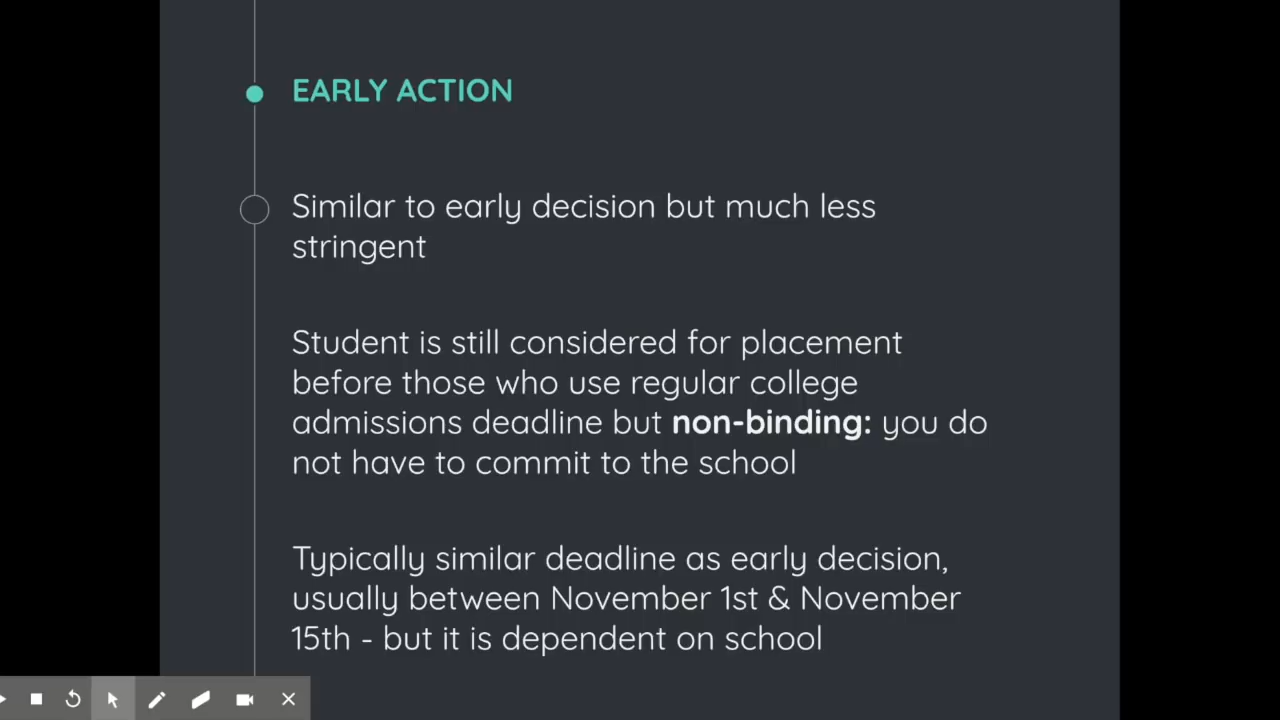 EARLY ACTION
Similar to early decision but much less
stringent
Student is still considered for placement
before those who use regular college
admissions deadline but non-binding: you do
not have to commit to the school
Typically similar deadline as early decision,
usually between November 1st & November
15th - but it is dependent on school